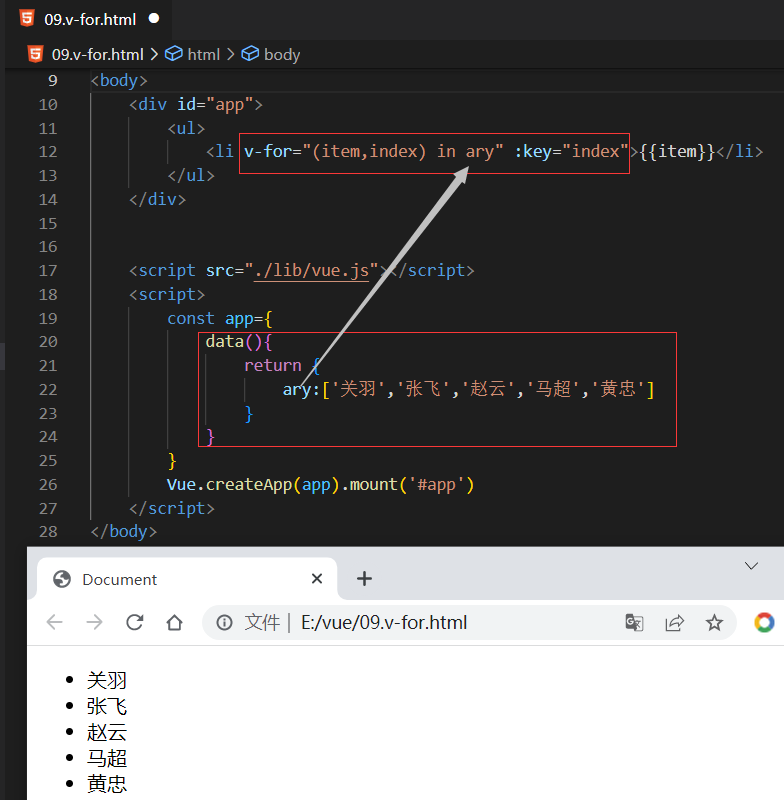 09.v-for.html
09.v-for.html > html > body
9 <body>
10 <div id="app">
11 <ul>
12 <li v-for="(item,index) in ary" :key="index">{{item}}</li>
13 </ul>
14 </div>
15
16
17 <script src="./lib/vue.js"></script>
18 <script>
19 const app={
20 data(){
21 return {
22 ary:['关羽','张飞','赵云','马超','黄忠']
23 }
24 }
25 }
26 Vue.createApp(app).mount('#app')
27 </script>
28 </body>
Document
文件 | E:/vue/09.v-for.html
关羽
张飞
赵云
马超
黄忠